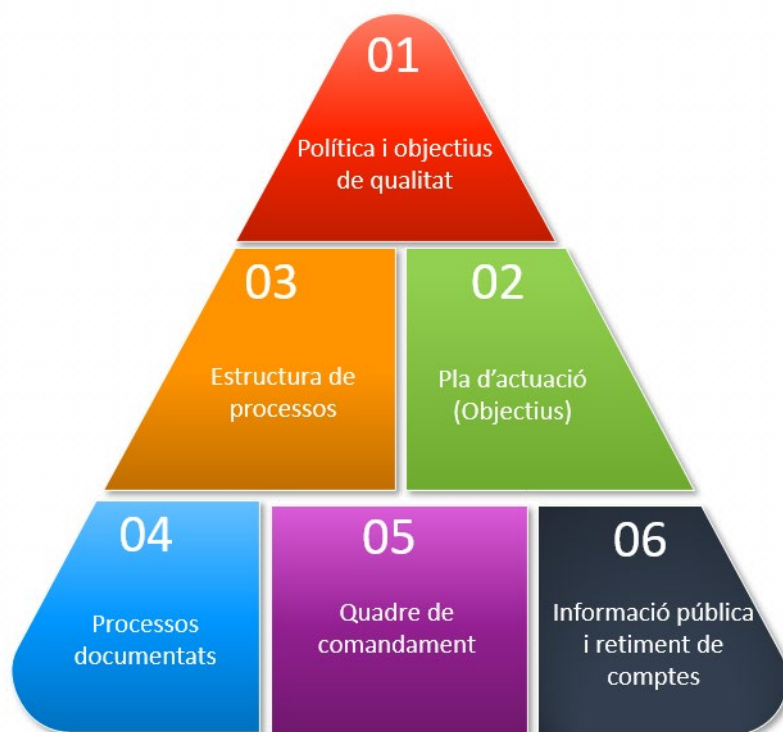 01
Política i objectius
de qualitat
03
Estructura de
processos
02
Pla d’actuació
(Objectius)
04
Processos
documentats
05
Quadre de
comandament
06
Informació pública
i retiment de
comptes